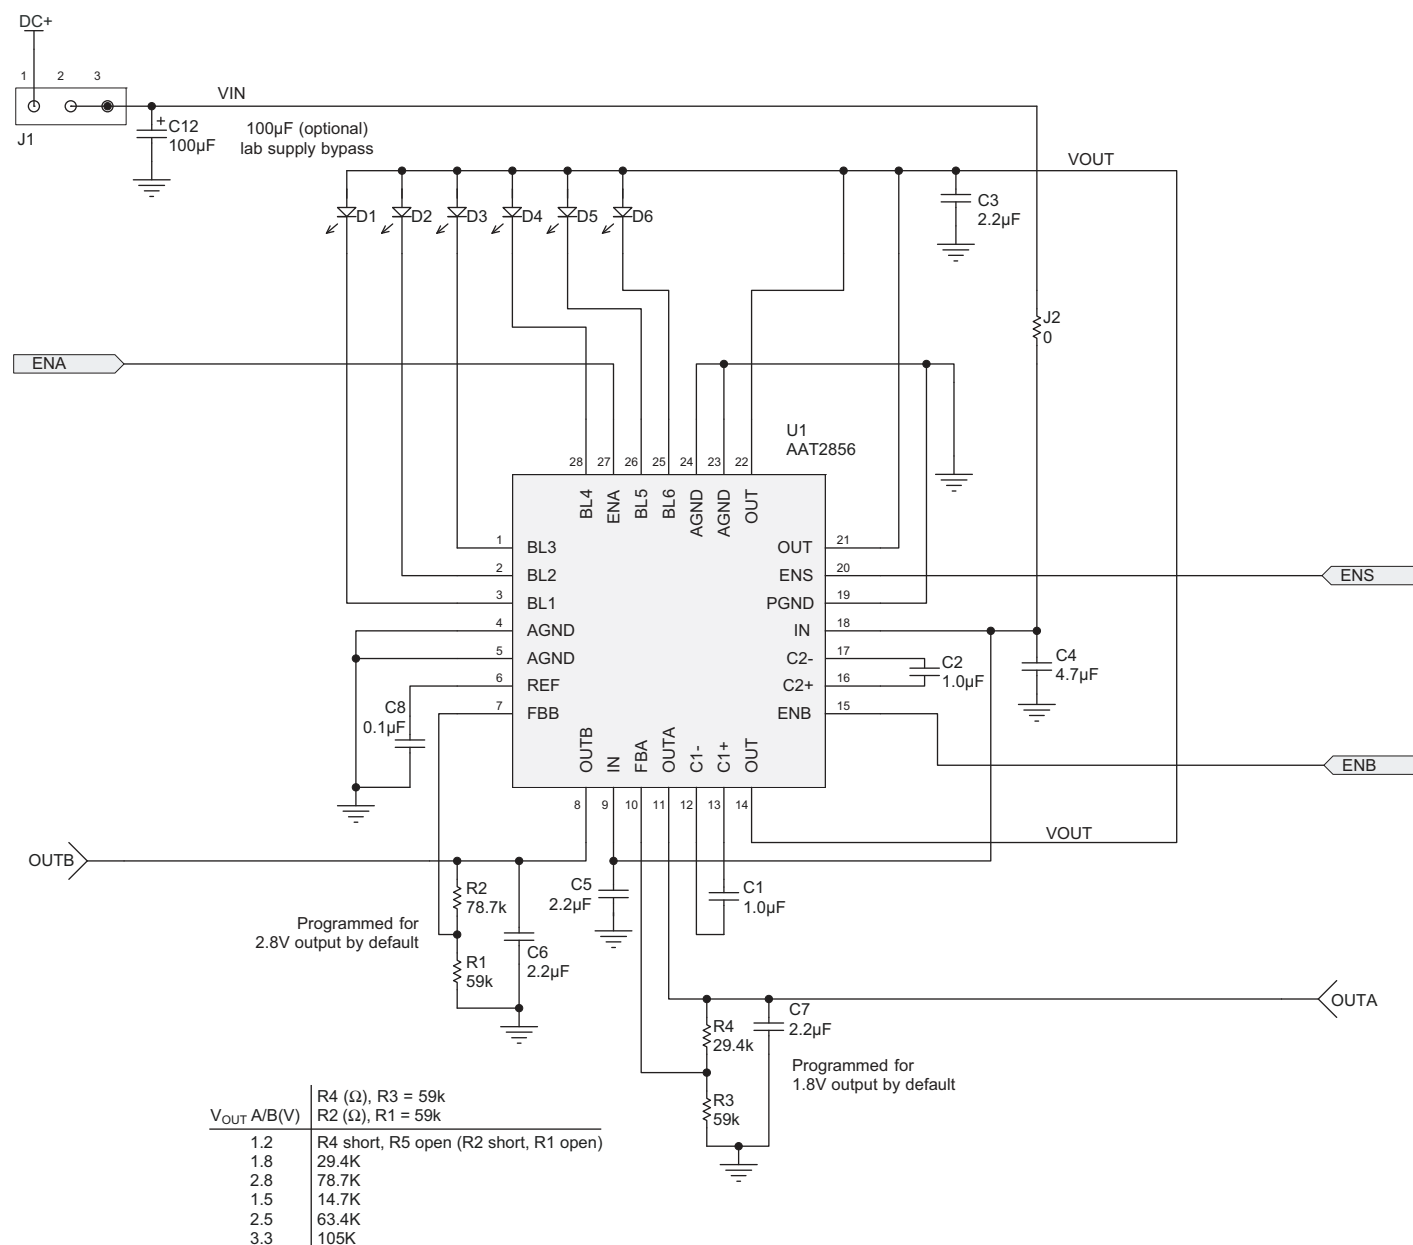 DC+
1 2 3
J1
VIN
+
C12
100µF
100µF (optional)
lab supply bypass
VOUT
D1 D2 D3 D4 D5 D6
C3
2.2µF
J2
0
ENA
U1
AAT2856
28 27 26 25 24 23 22
BL4 ENA BL5 BL6 AGND AGND OUT
1 BL3
2 BL2
3 BL1
4 AGND
5 AGND
6 REF
7 FBB
OUT 21
ENS 20
PGND 19
IN 18
C2- 17
C2+ 16
ENB 15
OUTB IN FBA OUTA C1- C1+ OUT
8 9 10 11 12 13 14
ENS
C2
1.0µF
C4
4.7µF
C8
0.1µF
ENB
VOUT
OUTB
R2
78.7k
C5
2.2µF
C1
1.0µF
Programmed for
2.8V output by default
R1
59k
C6
2.2µF
OUTA
R4
29.4k
C7
2.2µF
Programmed for
1.8V output by default
R3
59k
R4 (Ω), R3 = 59k
VOUT A/B(V) R2 (Ω), R1 = 59k
1.2 R4 short, R5 open (R2 short, R1 open)
1.8 29.4K
2.8 78.7K
1.5 14.7K
2.5 63.4K
3.3 105K